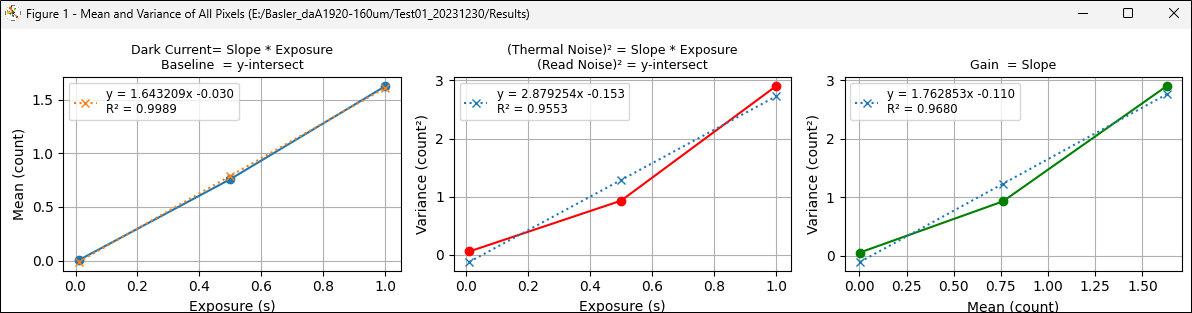 Figure 1 - Mean and Variance of All Pixels (E:/Basler_daA1920-160um/Test01_20231230/Results)
Dark Current= Slope * Exposure
Baseline  = y-intersect
y = 1.643209x -0.030
R² = 0.9989
Mean (count)
1.5
1.0
0.5
0.0
0.0 0.2 0.4 0.6 0.8 1.0
Exposure (s)
(Thermal Noise)² = Slope * Exposure
(Read Noise)² = y-intersect
y = 2.879254x -0.153
R² = 0.9553
Variance (count²)
3
2
1
0
0.0 0.2 0.4 0.6 0.8 1.0
Exposure (s)
Gain  = Slope
y = 1.762853x -0.110
R² = 0.9680
Variance (count²)
3
2
1
0
0.00 0.25 0.50 0.75 1.00 1.25 1.50
Mean (count)